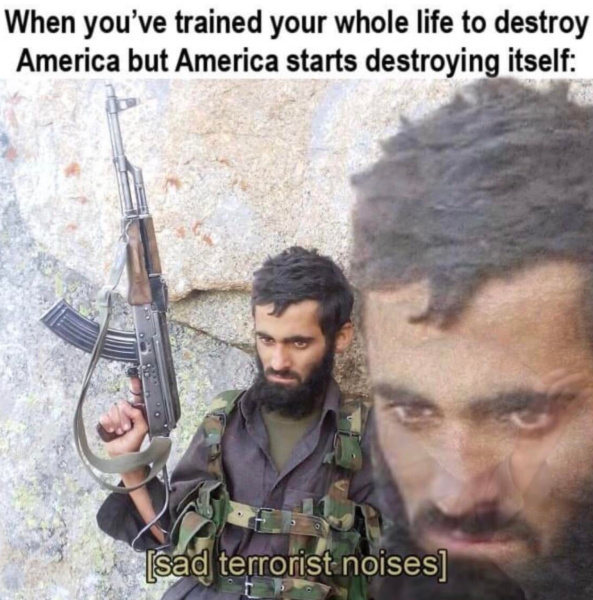 When you've trained your whole life to destroy
America but America starts destroying itself:
[sad terrorist noises]